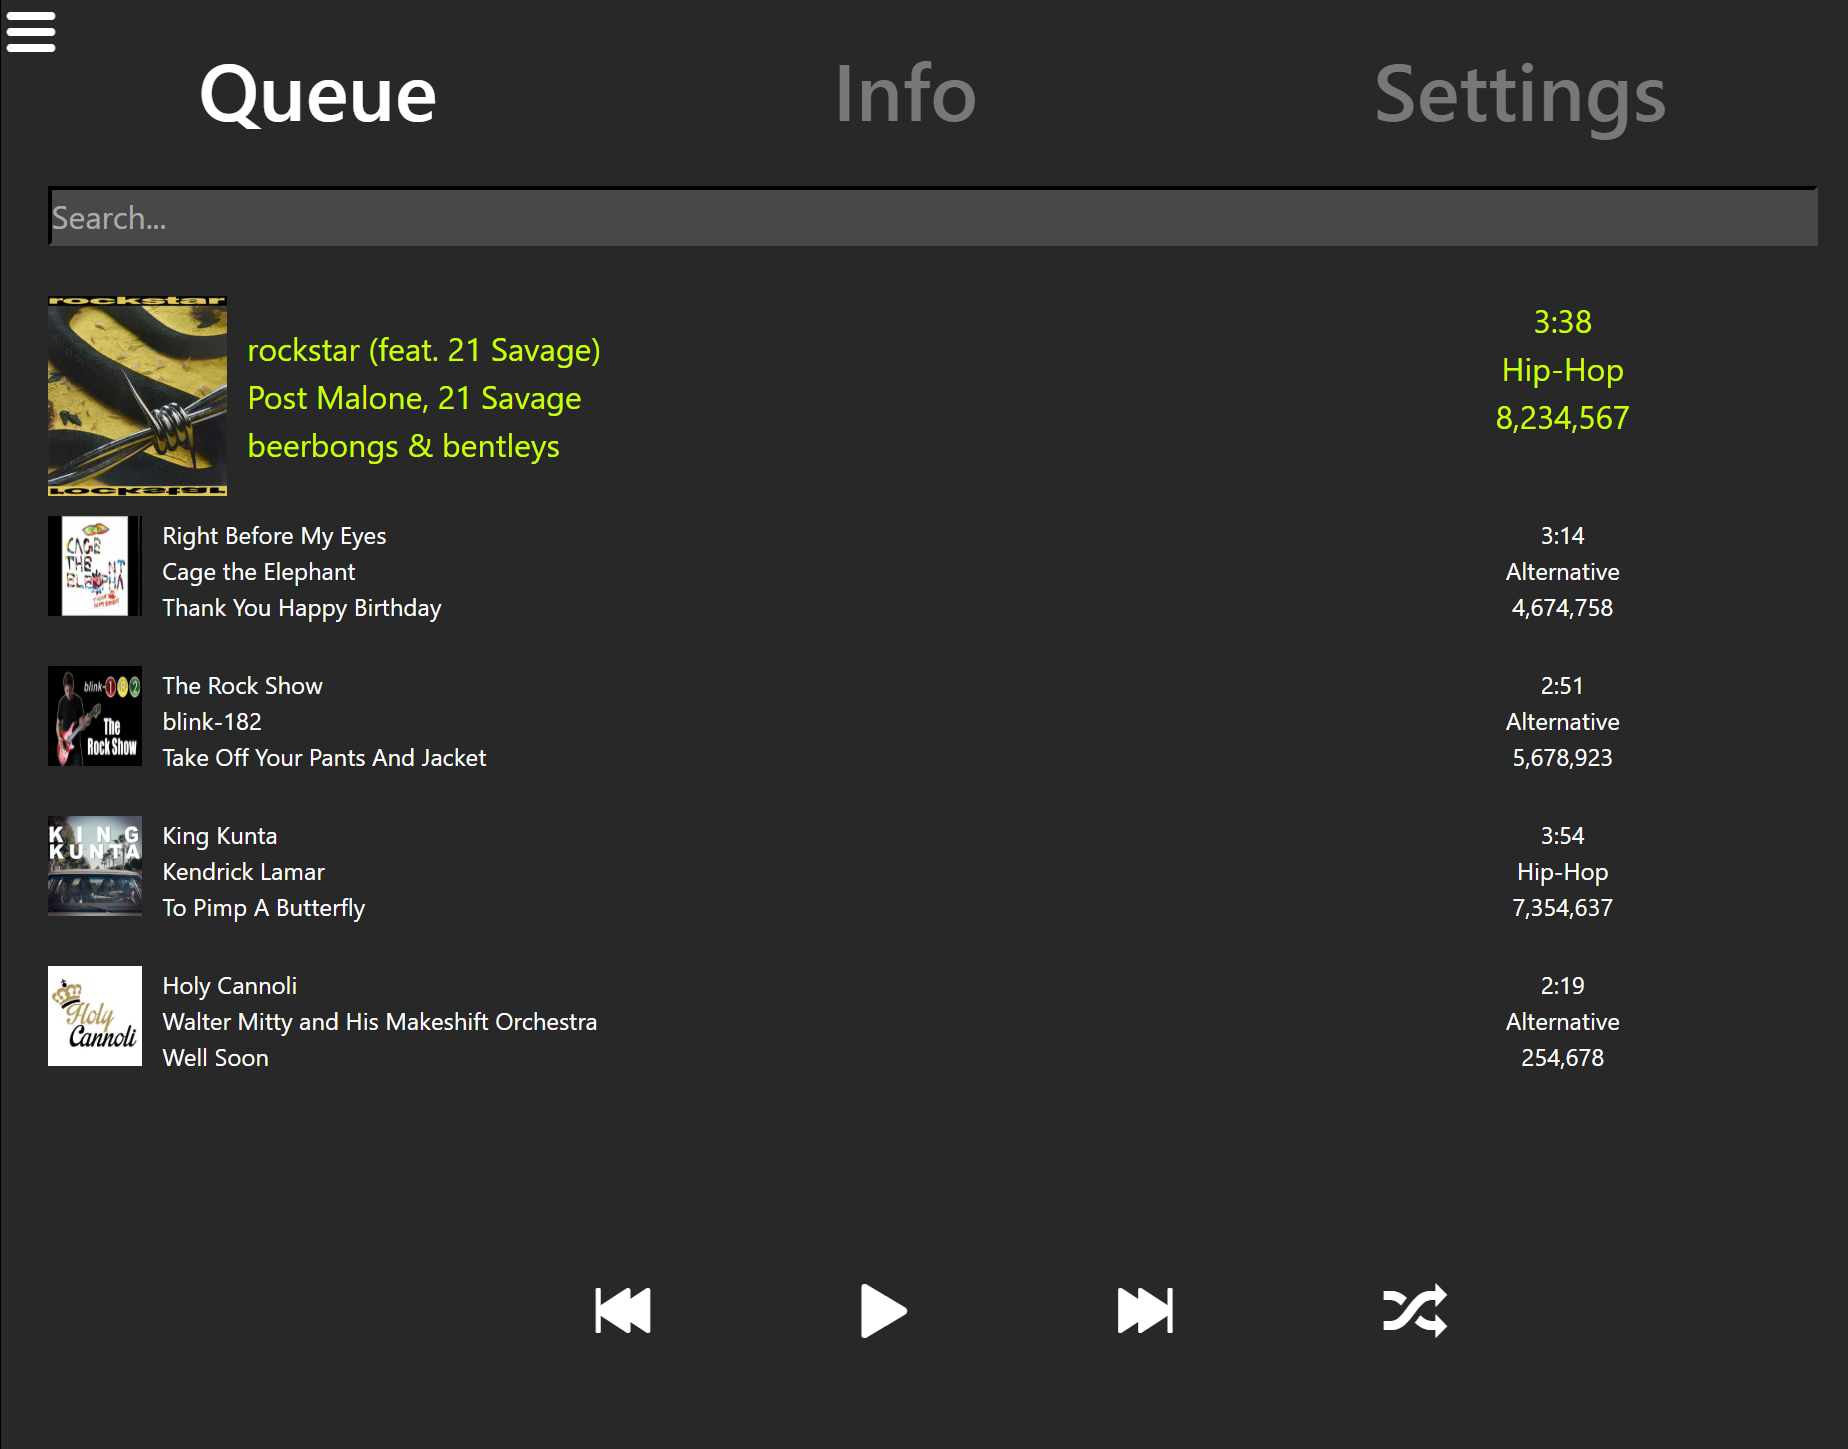 Queue
Info
Settings
Search...
rockstar
rockstar (feat. 21 Savage)
Post Malone, 21 Savage
beerbongs & bentleys
3:38
Hip-Hop
8,234,567
CAGE
THE
Right Before My Eyes
Cage the Elephant
Thank You Happy Birthday
3:14
Alternative
4,674,758
blink-182
The
Rock Show
The Rock Show
blink-182
Take Off Your Pants And Jacket
2:51
Alternative
5,678,923
KING
KUNTA
King Kunta
Kendrick Lamar
To Pimp A Butterfly
3:54
Hip-Hop
7,354,637
Holy
Cannoli
Holy Cannoli
Walter Mitty and His Makeshift Orchestra
Well Soon
2:19
Alternative
254,678